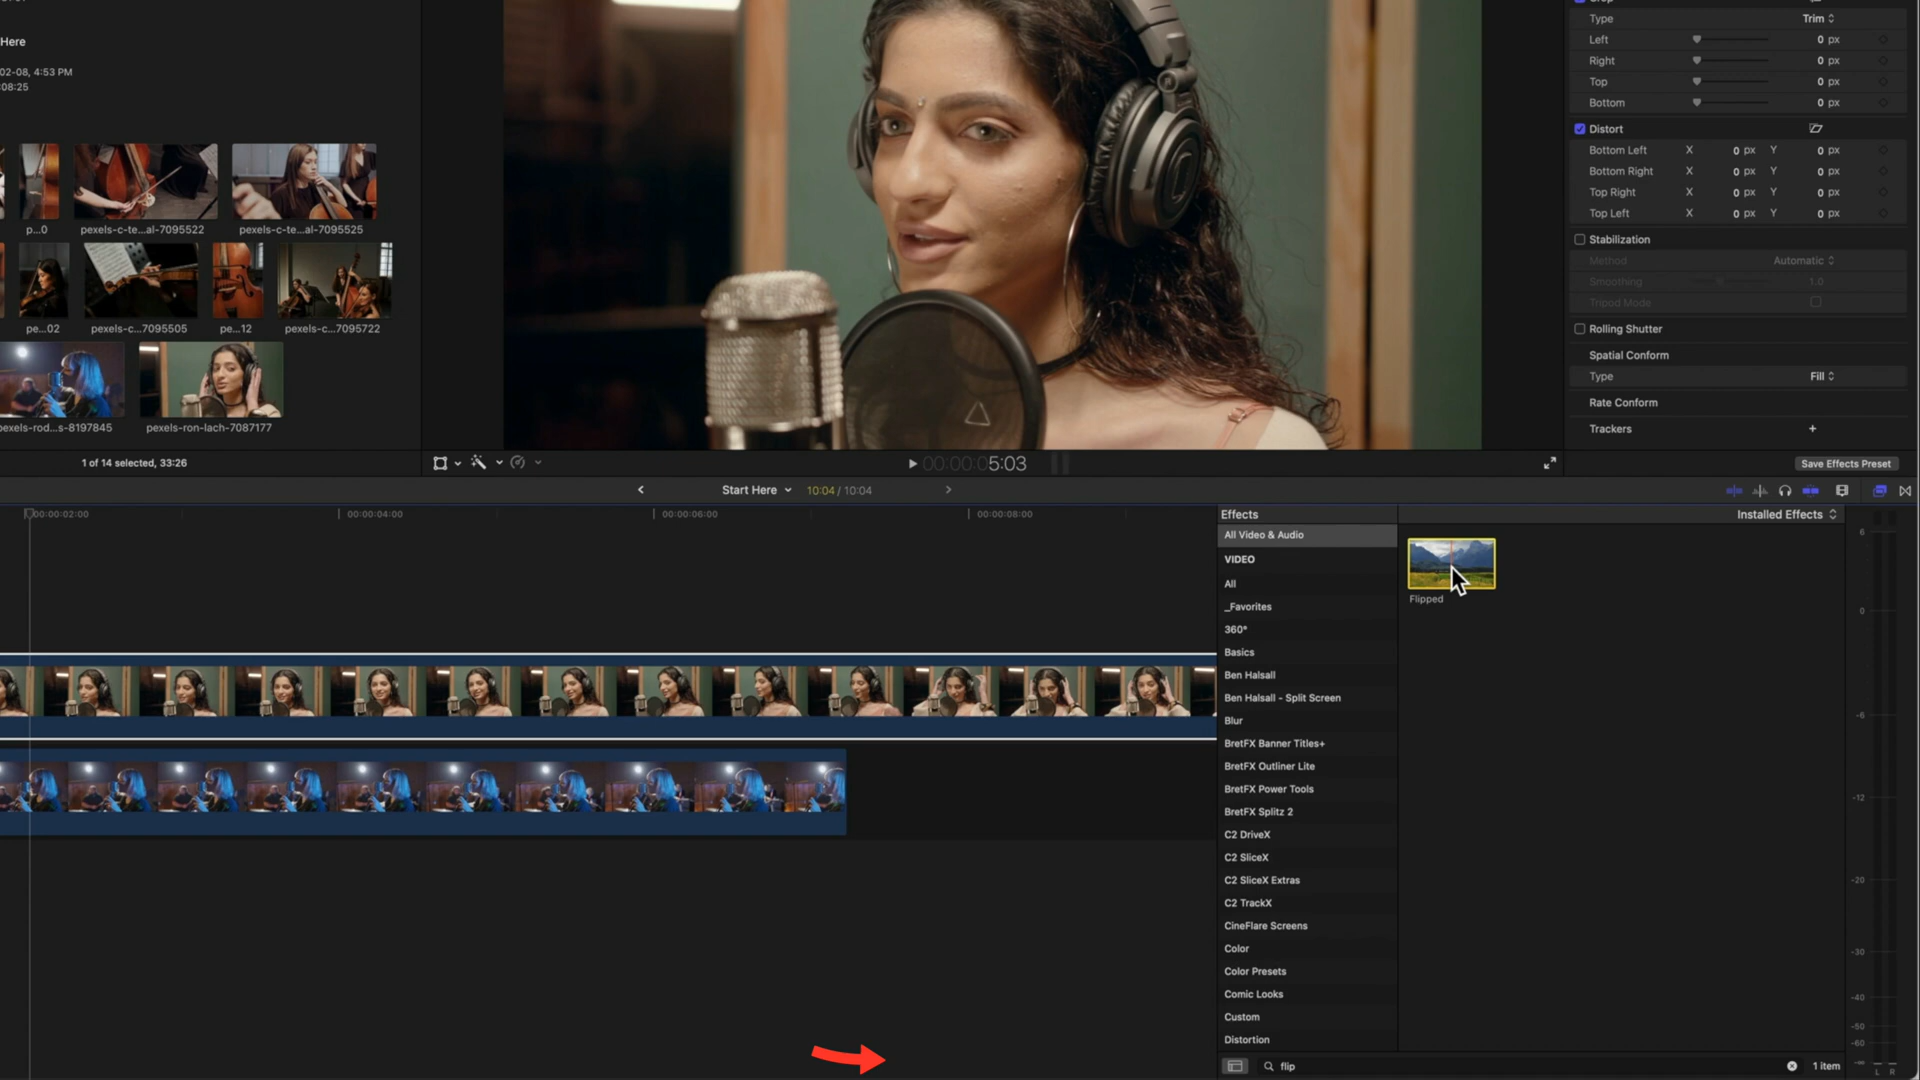 Here
02-08, 4:53 PM
:08:25
p...0
pexels-c-te...al-7095522
pexels-c-te...al-7095525
pe...02
pexels-c...7095505
pe...12
pexels-c...7095722
pexels-rod...s-8197845
pexels-ron-lach-7087177
1 of 14 selected, 33:26
00:00:00:05:03
Type Trim
Left 0 px
Right 0 px
Top 0 px
Bottom 0 px
Distort
Bottom Left X 0 px Y 0 px
Bottom Right X 0 px Y 0 px
Top Right X 0 px Y 0 px
Top Left X 0 px Y 0 px
Stabilization
Method Automatic
Smoothing 1.0
Tripod Mode
Rolling Shutter
Spatial Conform
Type Fill
Rate Conform
Trackers +
Save Effects Preset
Start Here 10:04 / 10:04
00:00:02:00 00:00:04:00 00:00:06:00 00:00:08:00
Effects
Installed Effects
All Video & Audio
VIDEO
All
_Favorites
360°
Basics
Ben Halsall
Ben Halsall - Split Screen
Blur
BretFX Banner Titles+
BretFX Outliner Lite
BretFX Power Tools
BretFX Splitz 2
C2 DriveX
C2 SliceX
C2 SliceX Extras
C2 TrackX
CineFlare Screens
Color
Color Presets
Comic Looks
Custom
Distortion
Flipped
flip
1 item
6
0
-6
-12
-20
-30
-40
-50
-60
-∞
L R